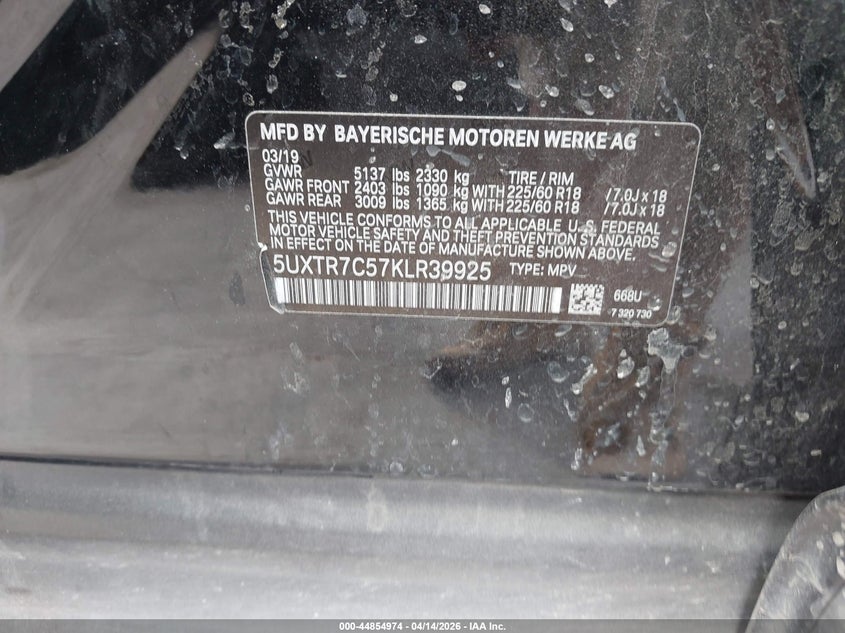 MFD BY BAYERISCHE MOTOREN WERKE AG
03/19
GVWR 5137 lbs 2330 kg TIRE / RIM
GAWR FRONT 2403 lbs 1090 kg WITH 225/60 R18 /7.0J x 18
GAWR REAR 3009 lbs 1365 kg WITH 225/60 R18 /7.0J x 18
THIS VEHICLE CONFORMS TO ALL APPLICABLE U.S. FEDERAL
MOTOR VEHICLE SAFETY AND THEFT PREVENTION STANDARDS
IN EFFECT ON THE DATE OF MANUFACTURE SHOWN ABOVE.
5UXTR7C57KLR39925 TYPE: MPV
668U
7 320 730
000-44854974 | 04/14/2026 | IAA Inc.